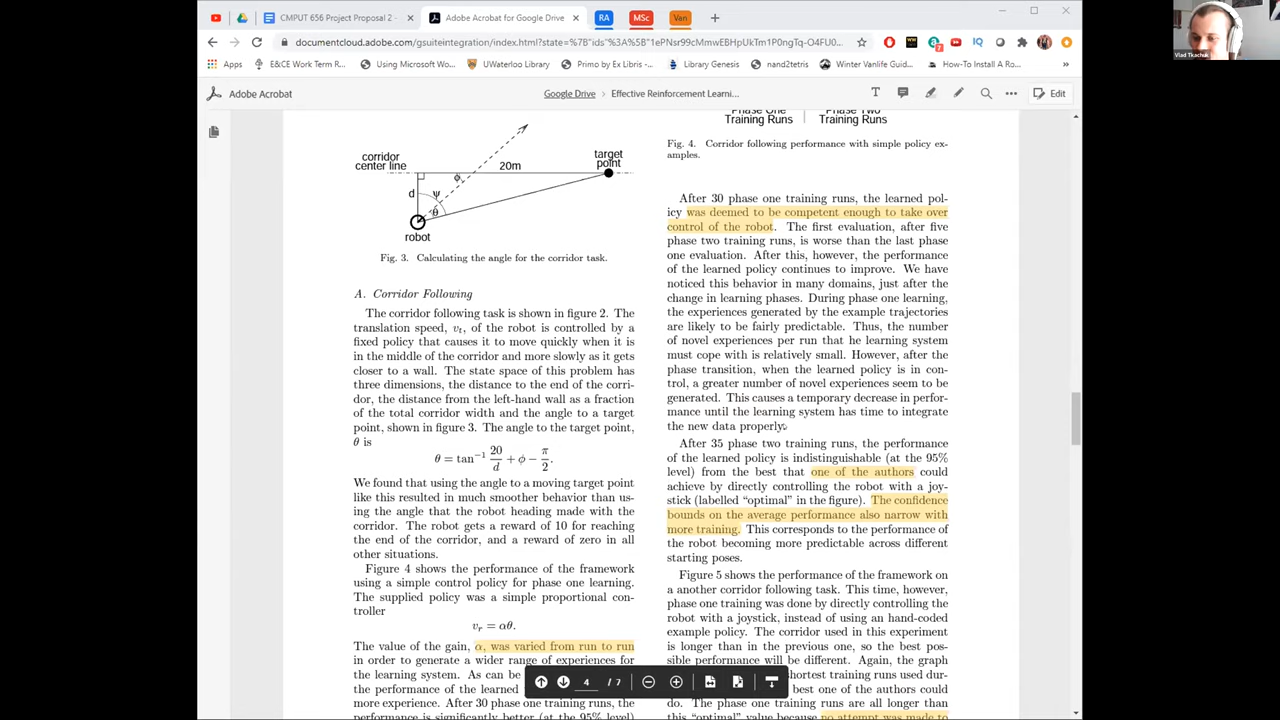 CMPUT 656 Project Proposal 2 -
Adobe Acrobat for Google Drive
RA
MSc
Van
documentcloud.adobe.com/gsuiteintegration/index.html?state=%7B"ids"%3A%5B"1ePNsr99cMmwEBHpUkTm1P0ngTq-O4FU0...
Apps
E&CE Work Term R...
Using Microsoft Wo...
UWaterloo Library
Primo by Ex Libris -...
Library Genesis
nand2tetris
Winter Vanlife Guid...
How-To Install A Ro...
Vlad Tkachuk
Adobe Acrobat
Google Drive > Effective Reinforcement Learni...
Edit
corridor
center line
20m
target
point
d
ψ
ϕ
θ
robot
Fig. 3. Calculating the angle for the corridor task.
A. Corridor Following
The corridor following task is shown in figure 2. The
translation speed, vt, of the robot is controlled by a
fixed policy that causes it to move quickly when it is
in the middle of the corridor and more slowly as it gets
closer to a wall. The state space of this problem has
three dimensions, the distance to the end of the corri-
dor, the distance from the left-hand wall as a fraction
of the total corridor width and the angle to a target
point, shown in figure 3. The angle to the target point,
θ is
θ = tan⁻¹ 20/d + ϕ − π/2.
We found that using the angle to a moving target point
like this resulted in much smoother behavior than us-
ing the angle that the robot heading made with the
corridor. The robot gets a reward of 10 for reaching
the end of the corridor, and a reward of zero in all
other situations.
Figure 4 shows the performance of the framework
using a simple control policy for phase one learning.
The supplied policy was a simple proportional con-
troller
vr = αθ.
The value of the gain, α, was varied from run to run
in order to generate a wider range of experiences for
the learning system. As can be
the performance of the learned
more experience. After 30 phase one training runs, the
performance is significantly better (at the 95% level)
Phase One
Training Runs
Phase Two
Training Runs
Fig. 4. Corridor following performance with simple policy ex-
amples.
After 30 phase one training runs, the learned pol-
icy was deemed to be competent enough to take over
control of the robot. The first evaluation, after five
phase two training runs, is worse than the last phase
one evaluation. After this, however, the performance
of the learned policy continues to improve. We have
noticed this behavior in many domains, just after the
change in learning phases. During phase one learning,
the experiences generated by the example trajectories
are likely to be fairly predictable. Thus, the number
of novel experiences per run that he learning system
must cope with is relatively small. However, after the
phase transition, when the learned policy is in con-
trol, a greater number of novel experiences seem to be
generated. This causes a temporary decrease in perfor-
mance until the learning system has time to integrate
the new data properly.
After 35 phase two training runs, the performance
of the learned policy is indistinguishable (at the 95%
level) from the best that one of the authors could
achieve by directly controlling the robot with a joy-
stick (labelled “optimal” in the figure). The confidence
bounds on the average performance also narrow with
more training. This corresponds to the performance of
the robot becoming more predictable across different
starting poses.
Figure 5 shows the performance of the framework on
a another corridor following task. This time, however,
phase one training was done by directly controlling the
robot with a joystick, instead of using an hand-coded
example policy. The corridor used in this experiment
is longer than in the previous one, so the best pos-
sible performance will be different. Again, the graph
shortest training runs used dur-
best one of the authors could
do. The phase one training runs are all longer than
this “optimal” value because no attempt was made to
4 / 7